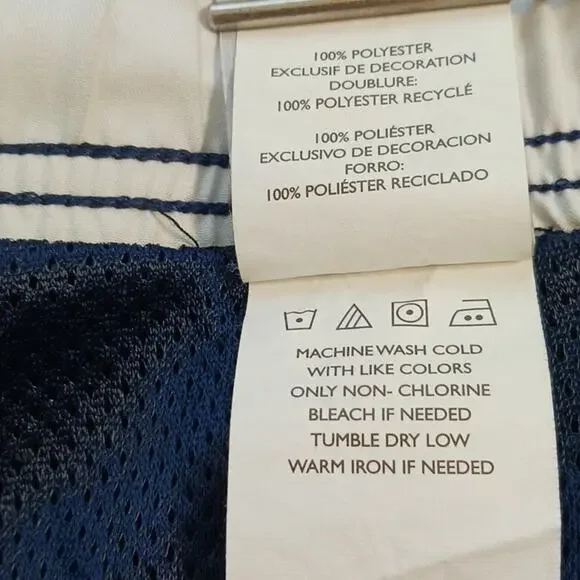 100% POLYESTER
EXCLUSIF DE DECORATION
DOUBLURE:
100% POLYESTER RECYCLÉ
100% POLIÉSTER
EXCLUSIVO DE DECORACION
FORRO:
100% POLIÉSTER RECICLADO
MACHINE WASH COLD
WITH LIKE COLORS
ONLY NON- CHLORINE
BLEACH IF NEEDED
TUMBLE DRY LOW
WARM IRON IF NEEDED